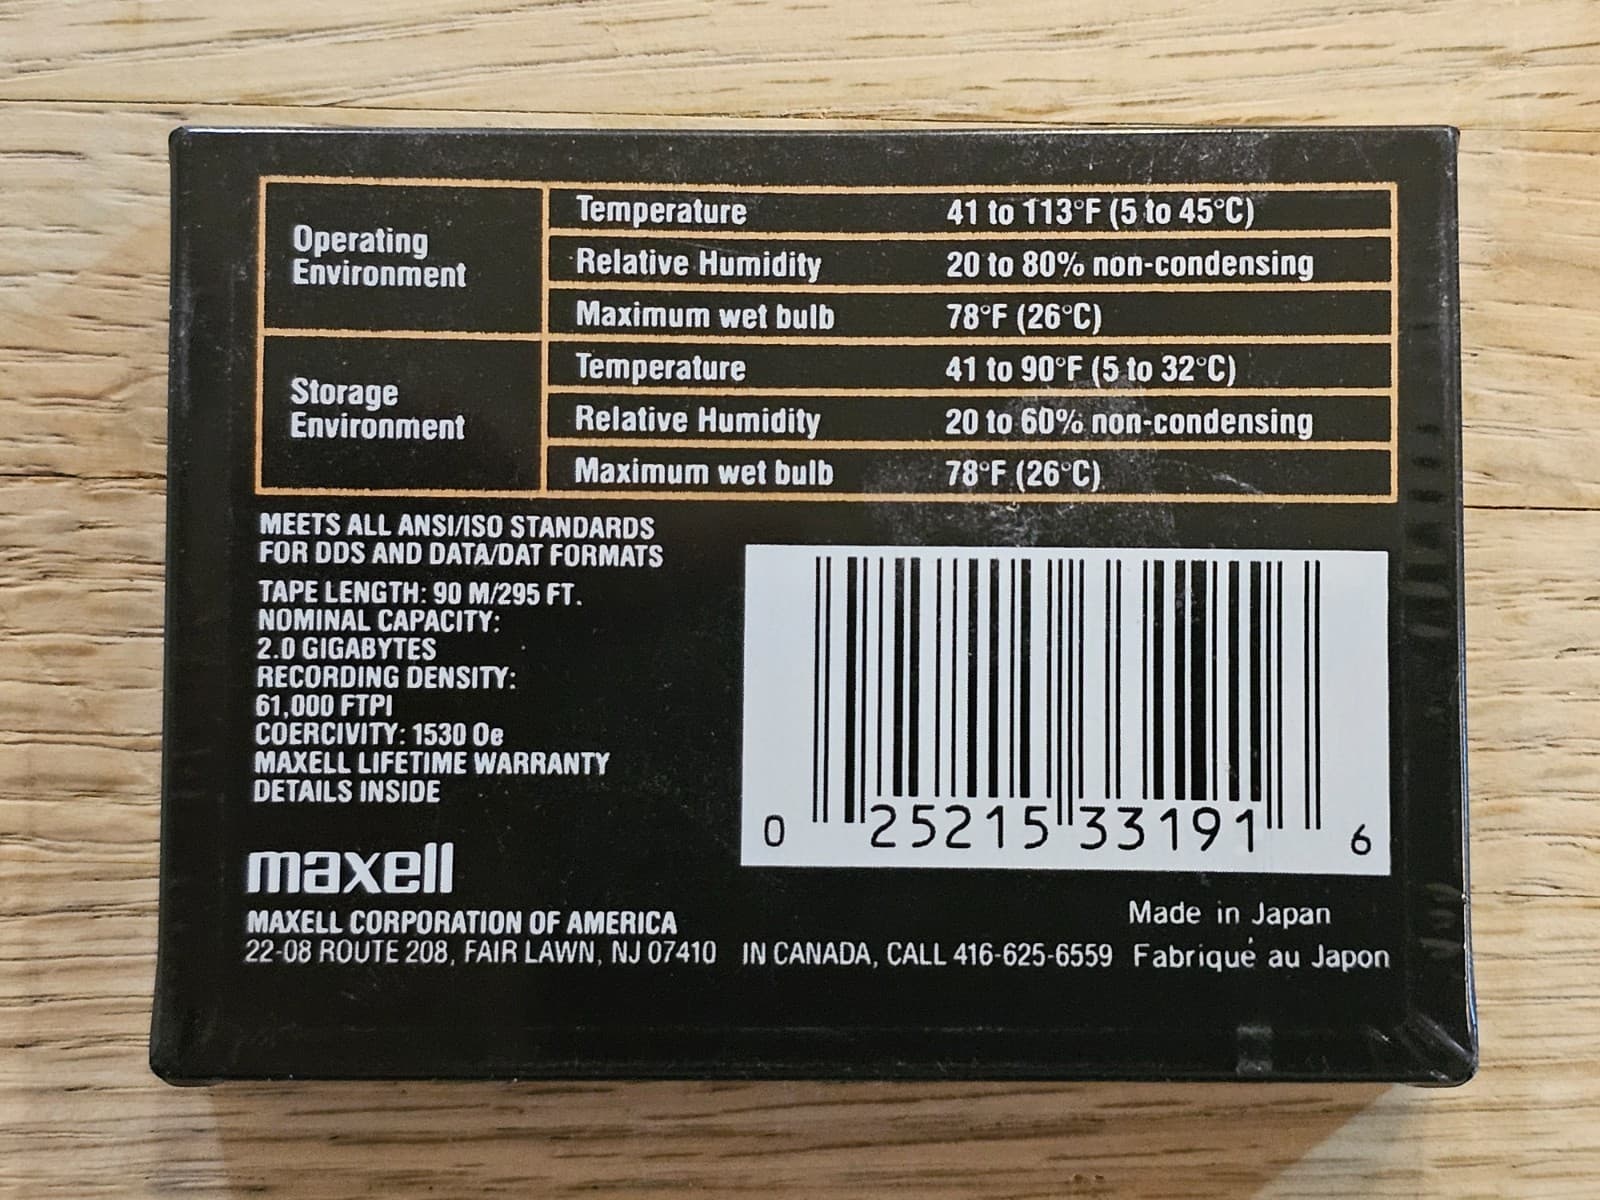 Operating
Environment
Temperature 41 to 113°F (5 to 45°C)
Relative Humidity 20 to 80% non-condensing
Maximum wet bulb 78°F (26°C)
Storage
Environment
Temperature 41 to 90°F (5 to 32°C)
Relative Humidity 20 to 60% non-condensing
Maximum wet bulb 78°F (26°C)
MEETS ALL ANSI/ISO STANDARDS
FOR DDS AND DATA/DAT FORMATS
TAPE LENGTH: 90 M/295 FT.
NOMINAL CAPACITY:
2.0 GIGABYTES
RECORDING DENSITY:
61,000 FTPI
COERCIVITY: 1530 Oe
MAXELL LIFETIME WARRANTY
DETAILS INSIDE
0 25215 33191 6
maxell
MAXELL CORPORATION OF AMERICA
22-08 ROUTE 208, FAIR LAWN, NJ 07410 IN CANADA, CALL 416-625-6559
Made in Japan
Fabriqué au Japon